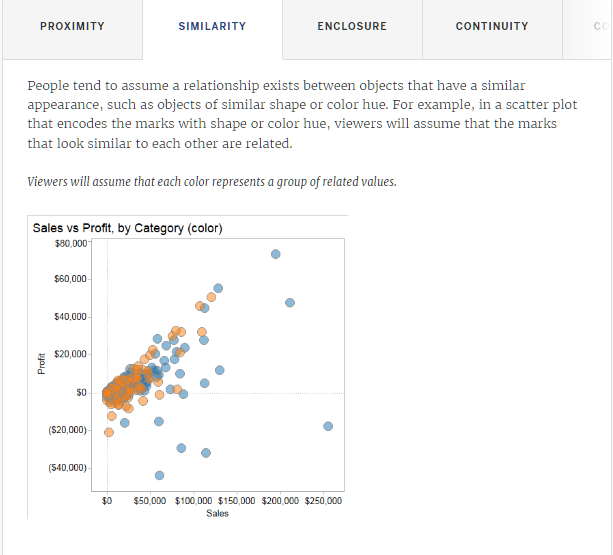 PROXIMITY
SIMILARITY
ENCLOSURE
CONTINUITY
People tend to assume a relationship exists between objects that have a similar
appearance, such as objects of similar shape or color hue. For example, in a scatter plot
that encodes the marks with shape or color hue, viewers will assume that the marks
that look similar to each other are related.
Viewers will assume that each color represents a group of related values.
Sales vs Profit, by Category (color)
$80,000
$60,000
$40,000
$20,000
$0
($20,000)
($40,000)
Profit
$0 $50,000 $100,000 $150,000 $200,000 $250,000
Sales